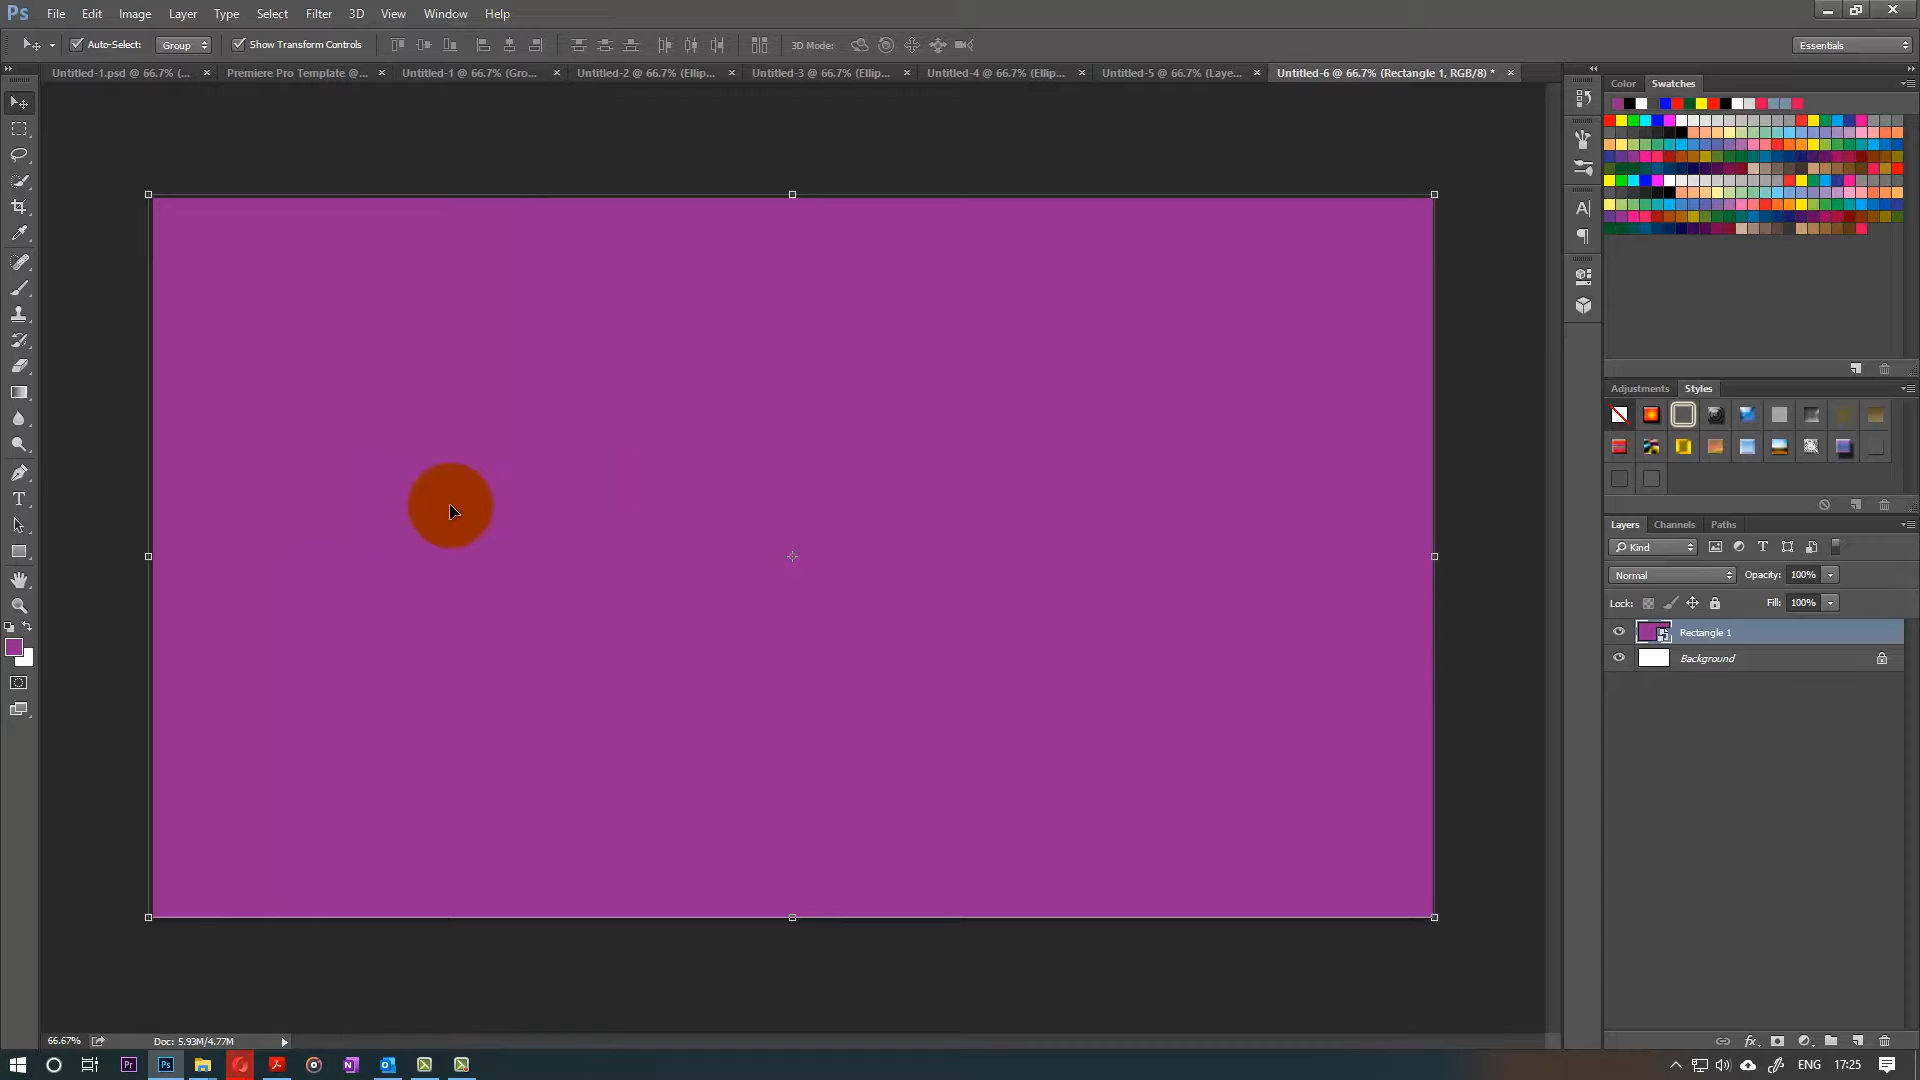 Ps File Edit Image Layer Type Select Filter 3D View Window Help
Auto-Select: Group Show Transform Controls 3D Mode: Essentials
Untitled-1.psd @ 66.7% (... Premiere Pro Template @... Untitled-1 @ 66.7% (Gro... Untitled-2 @ 66.7% (Ellip... Untitled-3 @ 66.7% (Ellip... Untitled-4 @ 66.7% (Ellip... Untitled-5 @ 66.7% (Laye... Untitled-6 @ 66.7% (Rectangle 1, RGB/8) *
Color Swatches
Adjustments Styles
Layers Channels Paths
Kind
Normal Opacity: 100%
Lock: Fill: 100%
Rectangle 1
Background
66.67% Doc: 5.93M/4.77M
Pr Ps ENG 17:25